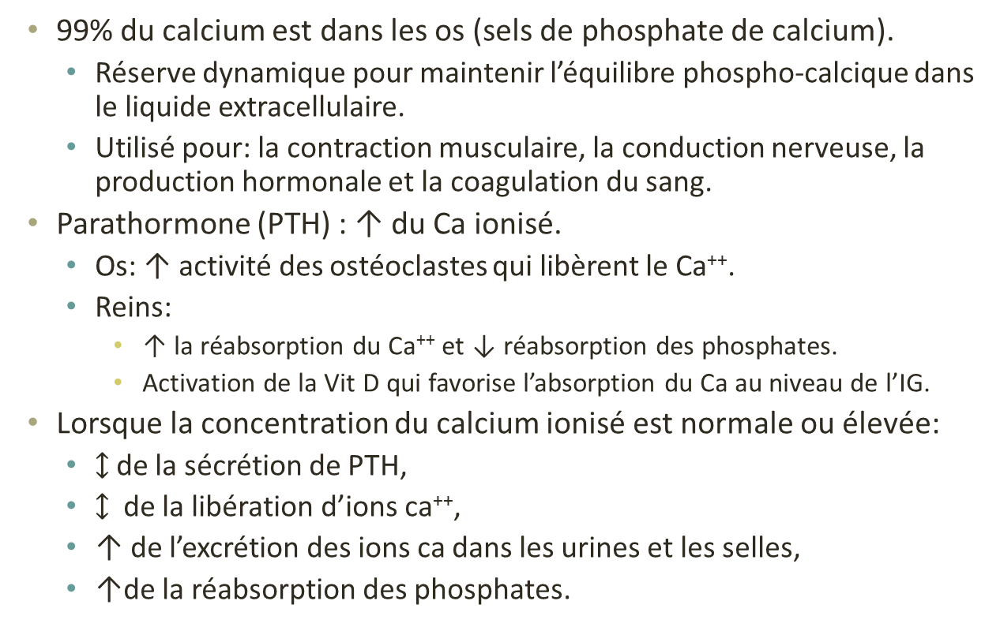 • 99% du calcium est dans les os (sels de phosphate de calcium).
• Réserve dynamique pour maintenir l’équilibre phospho-calcique dans
le liquide extracellulaire.
• Utilisé pour: la contraction musculaire, la conduction nerveuse, la
production hormonale et la coagulation du sang.
• Parathormone (PTH) : ↑ du Ca ionisé.
• Os: ↑ activité des ostéoclastes qui libèrent le Ca⁺⁺.
• Reins:
• ↑ la réabsorption du Ca⁺⁺ et ↓ réabsorption des phosphates.
• Activation de la Vit D qui favorise l’absorption du Ca au niveau de l’IG.
• Lorsque la concentration du calcium ionisé est normale ou élevée:
• ↕ de la sécrétion de PTH,
• ↕ de la libération d’ions ca⁺⁺,
• ↑ de l’excrétion des ions ca dans les urines et les selles,
• ↑de la réabsorption des phosphates.